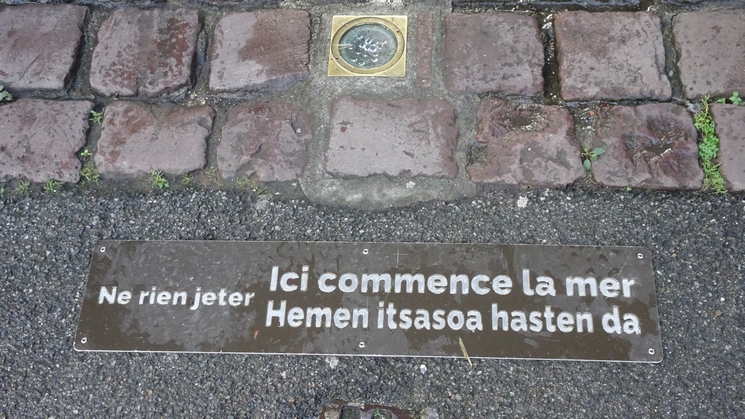 Ne rien jeter
Ici commence la mer
Hemen itsasoa hasten da